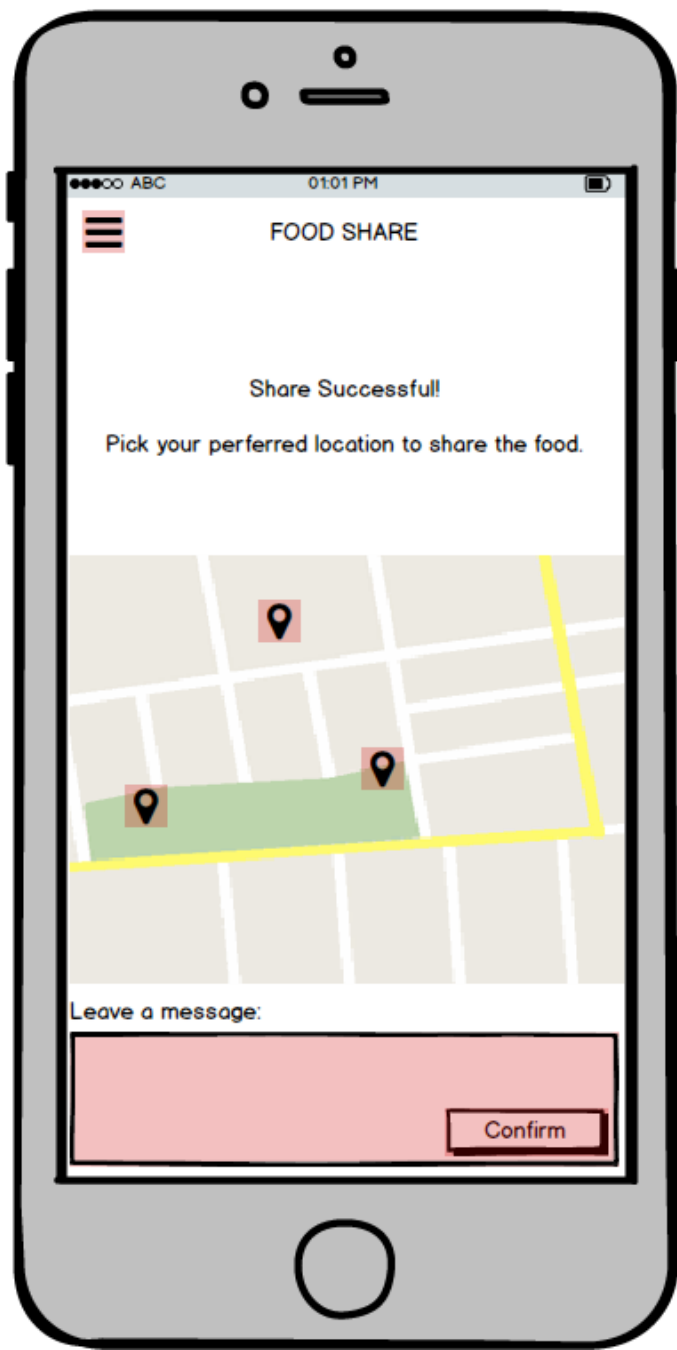 ABC 01:01 PM
FOOD SHARE
Share Successful!
Pick your perferred location to share the food.
Leave a message:
Confirm